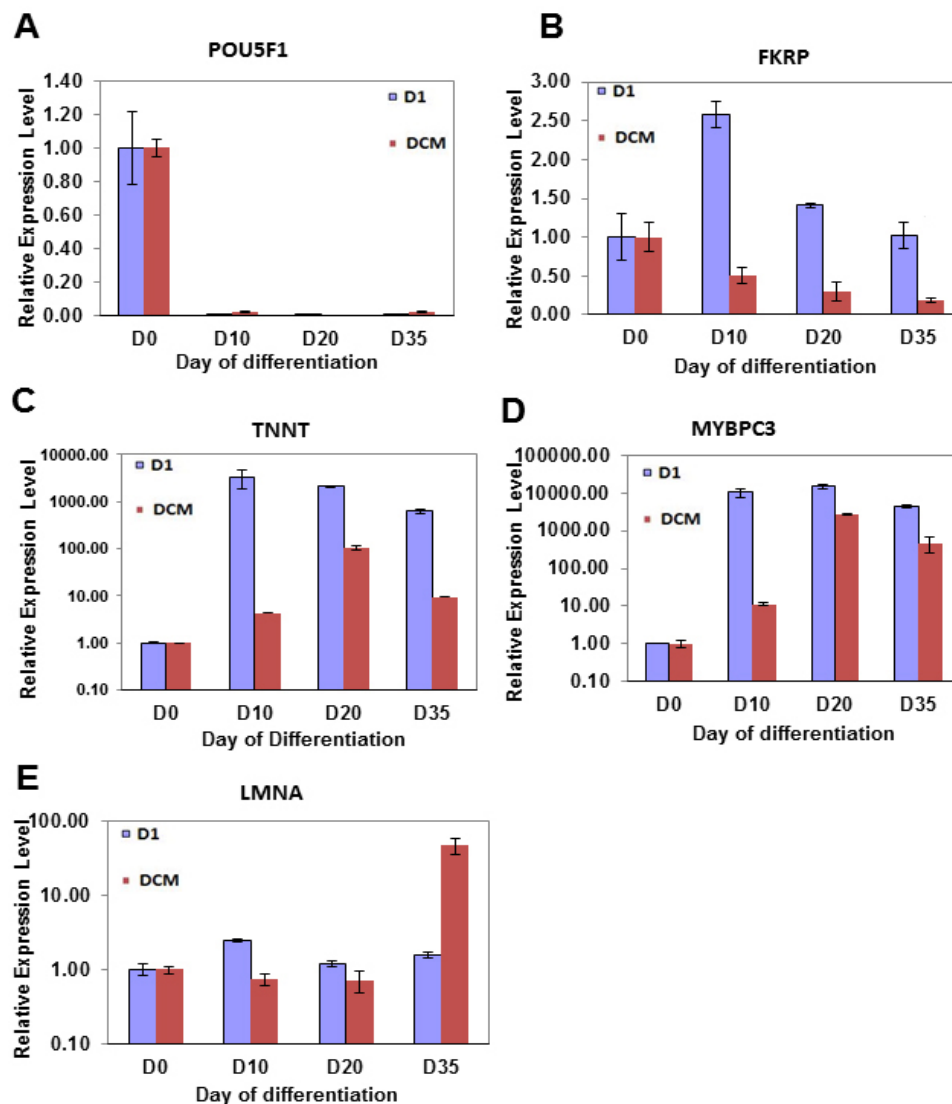 A
POU5F1
Relative Expression Level
1.40
1.20
1.00
0.80
0.60
0.40
0.20
0.00
D1
DCM
D0 D10 D20 D35
Day of differentiation
B
FKRP
Relative Expression Level
3.00
2.50
2.00
1.50
1.00
0.50
0.00
D1
DCM
D0 D10 D20 D35
Day of differentiation
C
TNNT
Relative Expression Level
10000.00
1000.00
100.00
10.00
1.00
0.10
D1
DCM
D0 D10 D20 D35
Day of Differentiation
D
MYBPC3
Relative Expression Level
100000.00
10000.00
1000.00
100.00
10.00
1.00
0.10
D1
DCM
D0 D10 D20 D35
Day of differentiation
E
LMNA
Relative Expression Level
100.00
10.00
1.00
0.10
D1
DCM
D0 D10 D20 D35
Day of differentiation